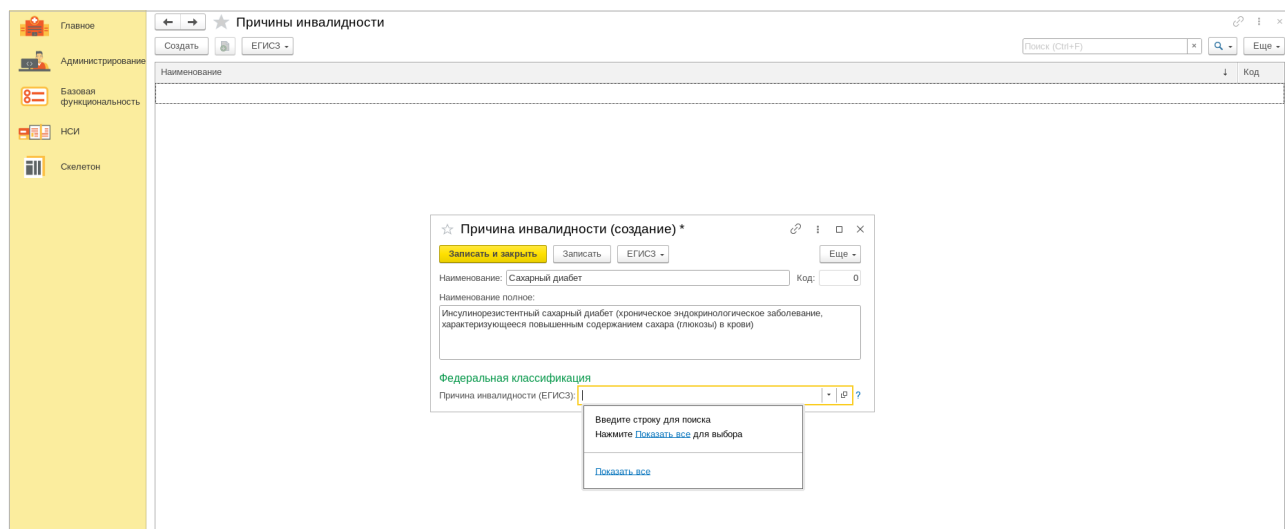 Главное
Администрирование
Базовая
функциональность
НСИ
Скелетон
Причины инвалидности
Создать ЕГИСЗ Поиск (Ctrl+F) × Еще
Наименование ↓ Код
Причина инвалидности (создание) *
Записать и закрыть Записать ЕГИСЗ Еще
Наименование: Сахарный диабет Код: 0
Наименование полное:
Инсулинорезистентный сахарный диабет (хроническое эндокринологическое заболевание,
характеризующееся повышенным содержанием сахара (глюкозы) в крови)
Федеральная классификация
Причина инвалидности (ЕГИСЗ): ?
Введите строку для поиска
Нажмите Показать все для выбора
Показать все